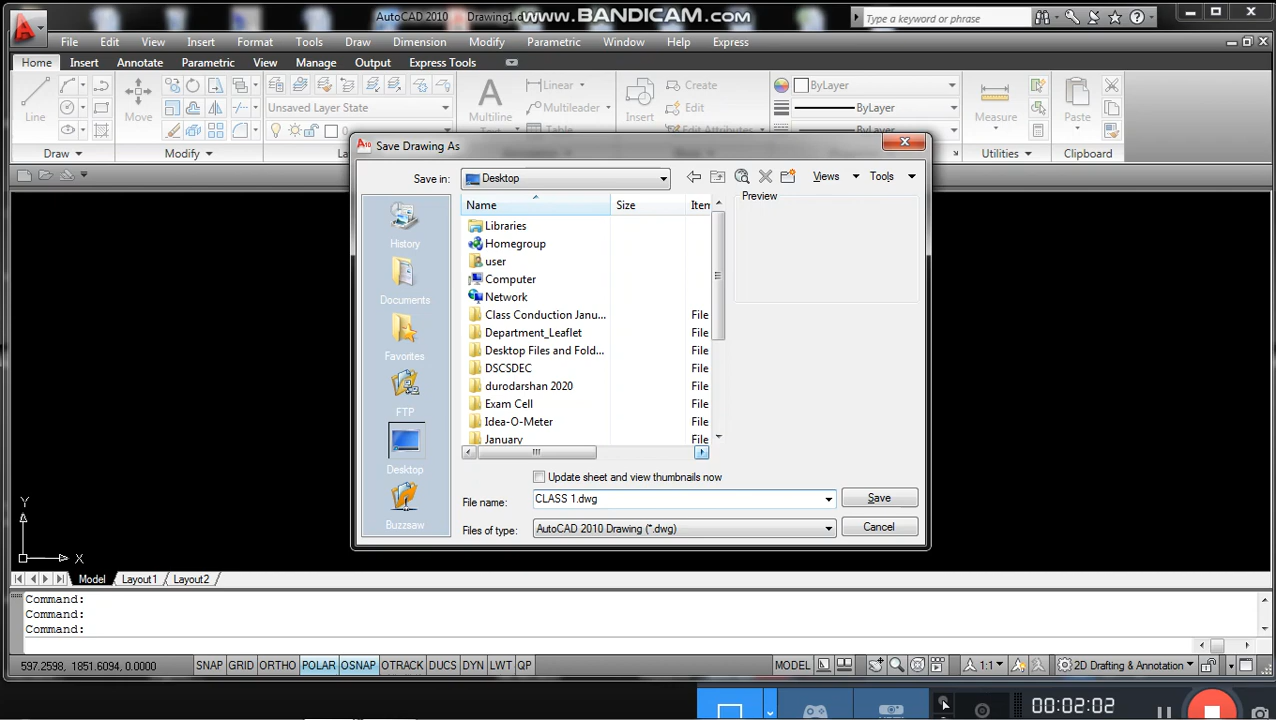 AutoCAD 2010 Drawing1.d
www.BANDICAM.com
Type a keyword or phrase
File Edit View Insert Format Tools Draw Dimension Modify Parametric Window Help Express
Home Insert Annotate Parametric View Manage Output Express Tools
Linear
ByLayer
Create
Line
Move
Unsaved Layer State
Multiline
Multileader
Insert
Edit
ByLayer
Measure
Paste
Text
Table
Edit Attributes
ByLayer
Draw
Modify
Utilities
Clipboard
Save Drawing As
Save in:
Desktop
Views
Tools
Name
Size
Item
Preview
History
Documents
Favorites
FTP
Desktop
Buzzsaw
Libraries
Homegroup
user
Computer
Network
Class Conduction Janu... File
Department_Leaflet File
Desktop Files and Fold... File
DSCSDEC File
durodarshan 2020 File
Exam Cell File
Idea-O-Meter File
January File
Update sheet and view thumbnails now
File name: CLASS 1.dwg
Save
Files of type: AutoCAD 2010 Drawing (*.dwg)
Cancel
Y
X
Model Layout1 Layout2
Command:
Command:
Command:
597.2598, 1851.6094, 0.0000 SNAP GRID ORTHO POLAR OSNAP OTRACK DUCS DYN LWT QP MODEL 1:1 2D Drafting & Annotation
00:02:02